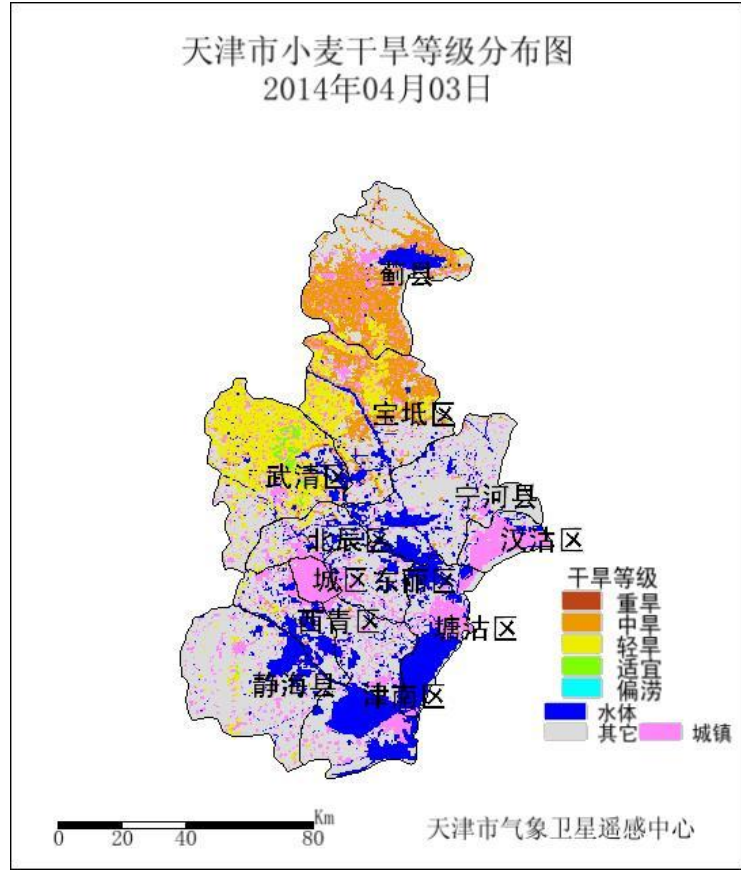 天津市小麦干旱等级分布图
2014年04月03日
蓟县
宝坻区
武清区
宁河县
北辰区
汉沽区
城区
东丽区
西青区
塘沽区
静海县
津南区
干旱等级
重旱
中旱
轻旱
适宜
偏涝
水体
其它 城镇
Km
0 20 40 80
天津市气象卫星遥感中心